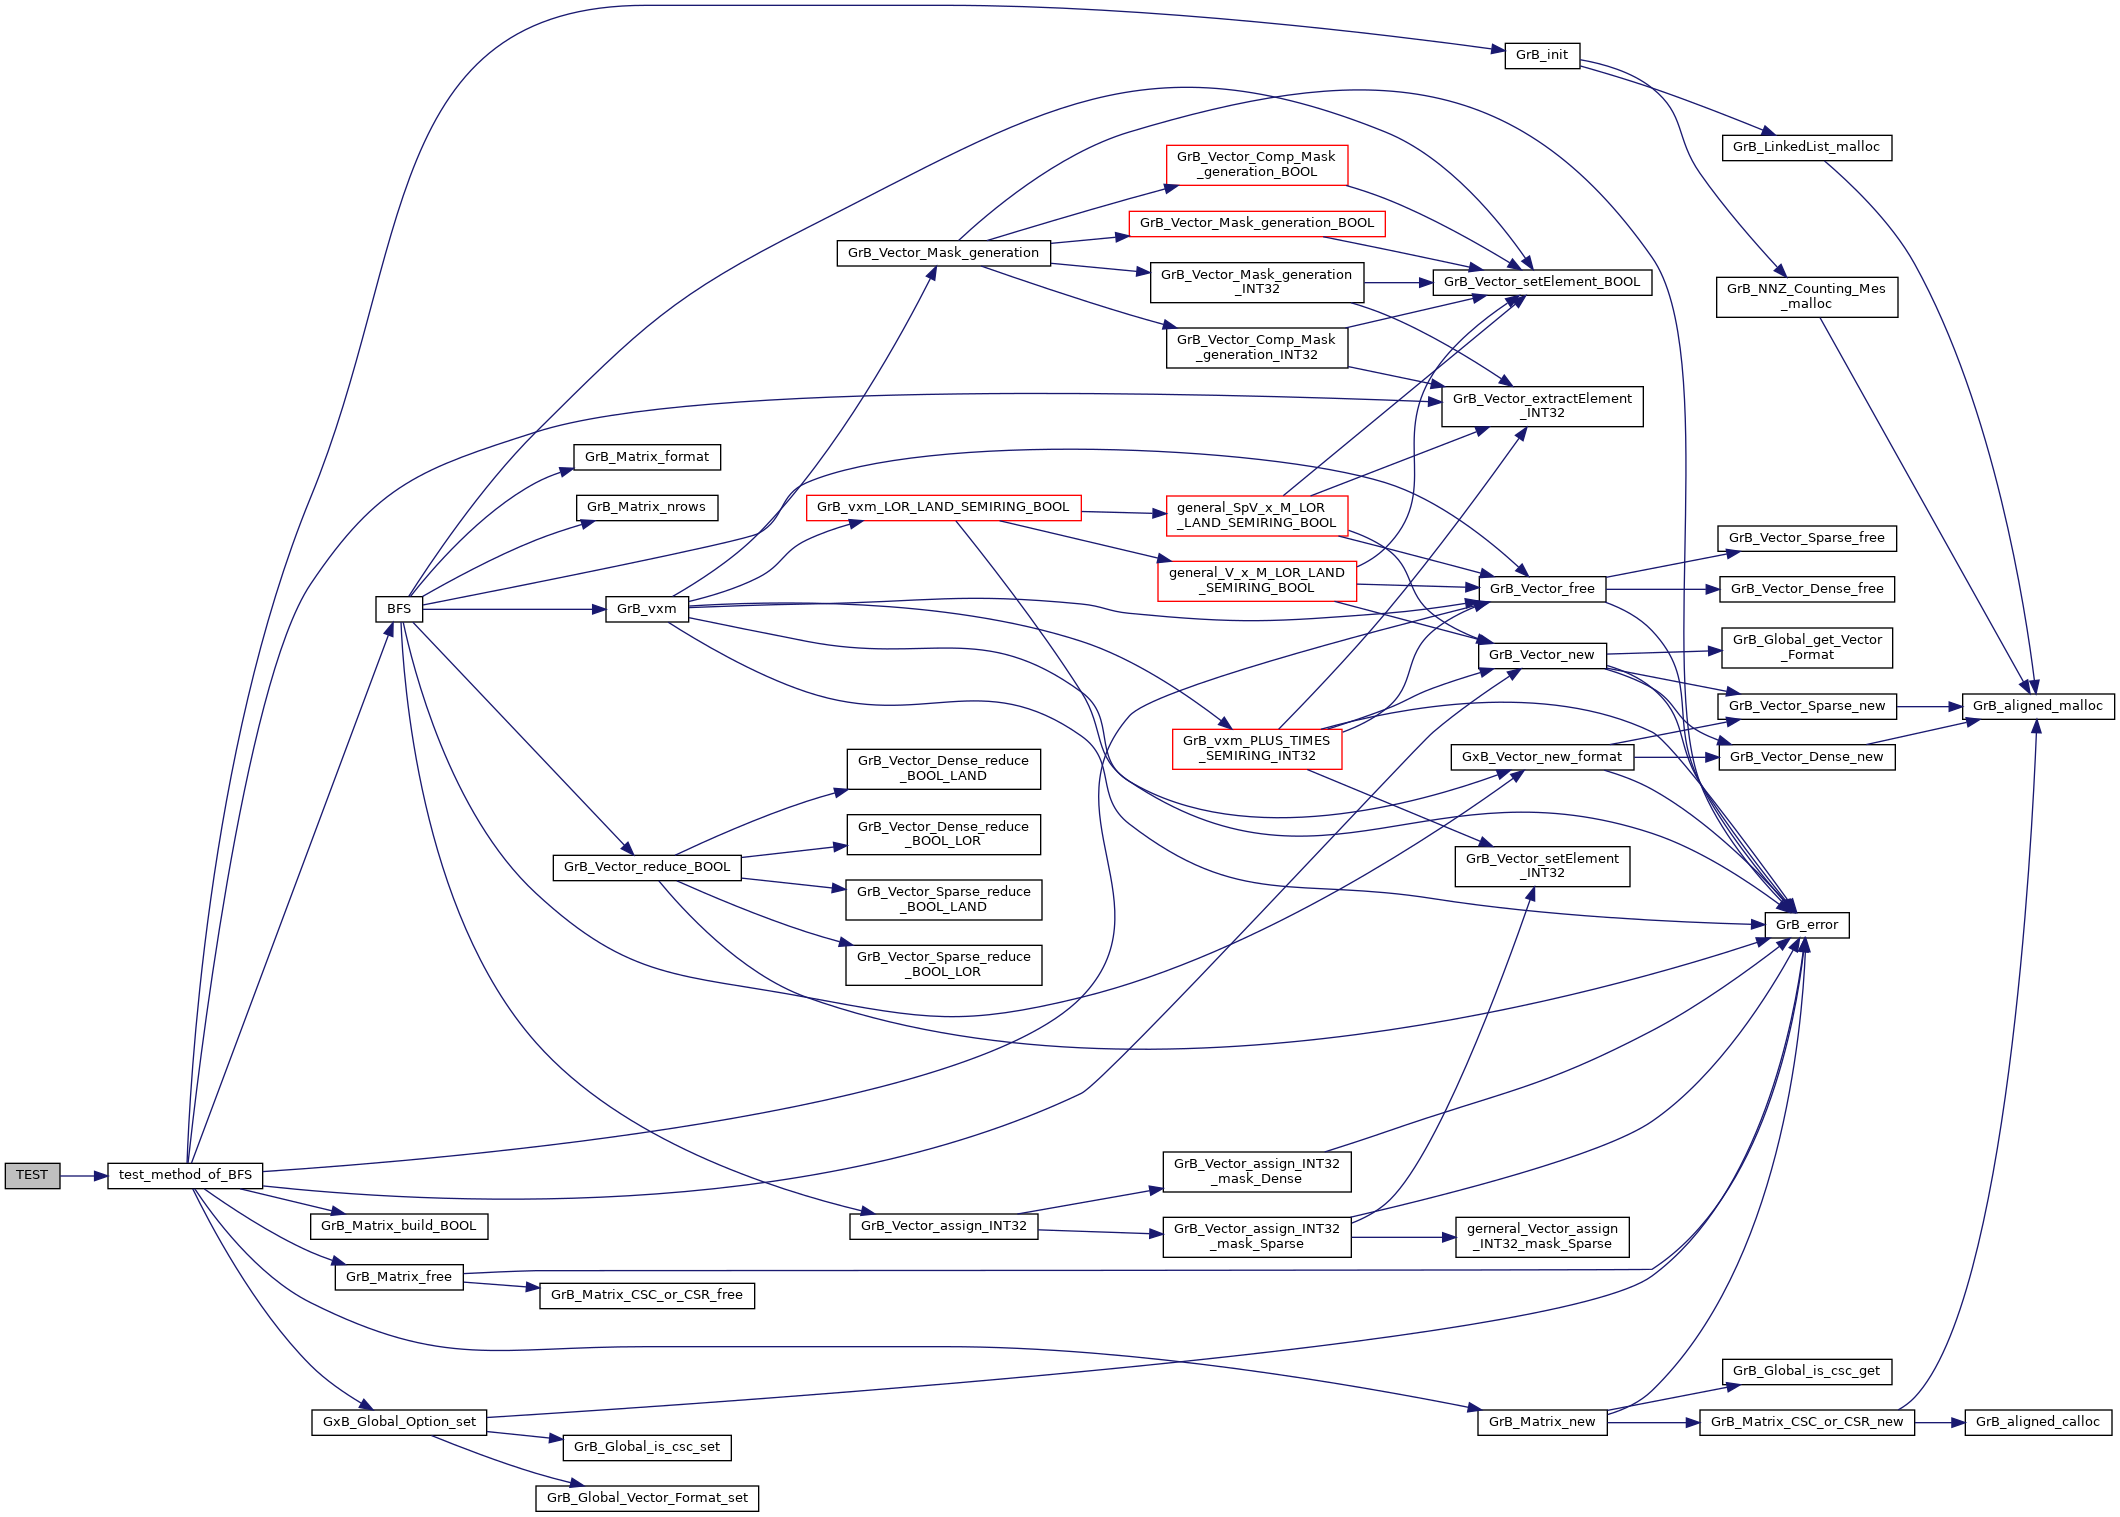 TEST
test_method_of_BFS
BFS
GrB_Matrix_build_BOOL
GrB_Matrix_free
GxB_Global_Option_set
GrB_Matrix_format
GrB_Matrix_nrows
GrB_vxm
GrB_Vector_reduce_BOOL
GrB_Matrix_CSC_or_CSR_free
GrB_Global_is_csc_set
GrB_Global_Vector_Format_set
GrB_Vector_Mask_generation
GrB_vxm_LOR_LAND_SEMIRING_BOOL
GrB_Vector_Dense_reduce
_BOOL_LAND
GrB_Vector_Dense_reduce
_BOOL_LOR
GrB_Vector_Sparse_reduce
_BOOL_LAND
GrB_Vector_Sparse_reduce
_BOOL_LOR
GrB_Vector_assign_INT32
GrB_Vector_Comp_Mask
_generation_BOOL
GrB_Vector_Mask_generation_BOOL
GrB_Vector_Mask_generation
_INT32
GrB_Vector_Comp_Mask
_generation_INT32
general_SpV_x_M_LOR
_LAND_SEMIRING_BOOL
general_V_x_M_LOR_LAND
_SEMIRING_BOOL
GrB_vxm_PLUS_TIMES
_SEMIRING_INT32
GrB_Vector_assign_INT32
_mask_Dense
GrB_Vector_assign_INT32
_mask_Sparse
GrB_init
GrB_Vector_setElement_BOOL
GrB_Vector_extractElement
_INT32
GrB_Vector_free
GrB_Vector_new
GxB_Vector_new_format
GrB_Vector_setElement
_INT32
gerneral_Vector_assign
_INT32_mask_Sparse
GrB_Matrix_new
GrB_LinkedList_malloc
GrB_NNZ_Counting_Mes
_malloc
GrB_Vector_Sparse_free
GrB_Vector_Dense_free
GrB_Global_get_Vector
_Format
GrB_Vector_Sparse_new
GrB_Vector_Dense_new
GrB_error
GrB_Global_is_csc_get
GrB_Matrix_CSC_or_CSR_new
GrB_aligned_malloc
GrB_aligned_calloc